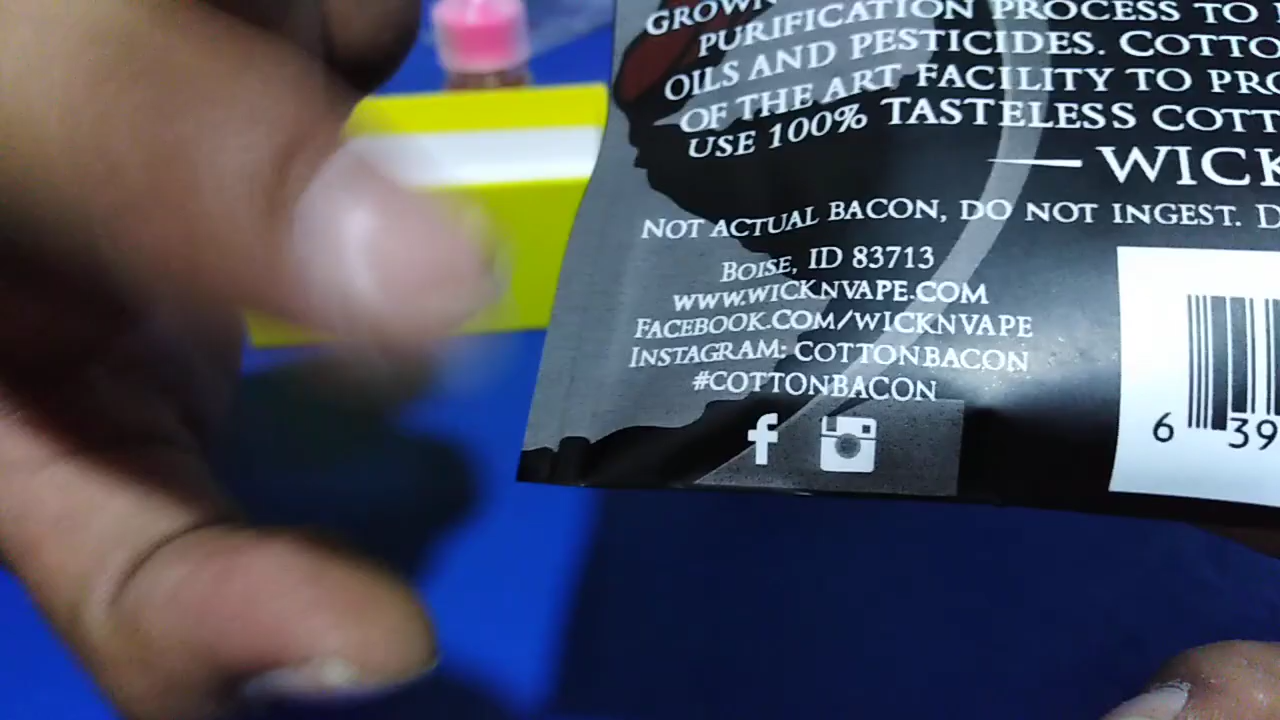 GROWN
PURIFICATION PROCESS TO
OILS AND PESTICIDES. COTTO
OF THE ART FACILITY TO PRO
USE 100% TASTELESS COTT
— WICK
NOT ACTUAL BACON, DO NOT INGEST. D
BOISE, ID 83713
WWW.WICKNVAPE.COM
FACEBOOK.COM/WICKNVAPE
INSTAGRAM: COTTONBACON
#COTTONBACON
6 39